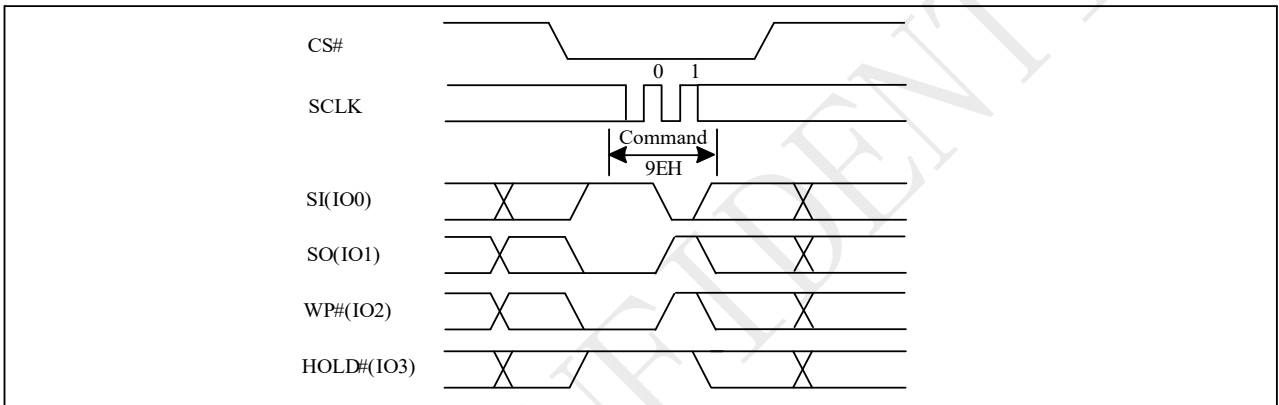 CS#
0 1
SCLK
Command
9EH
SI(IO0)
SO(IO1)
WP#(IO2)
HOLD#(IO3)